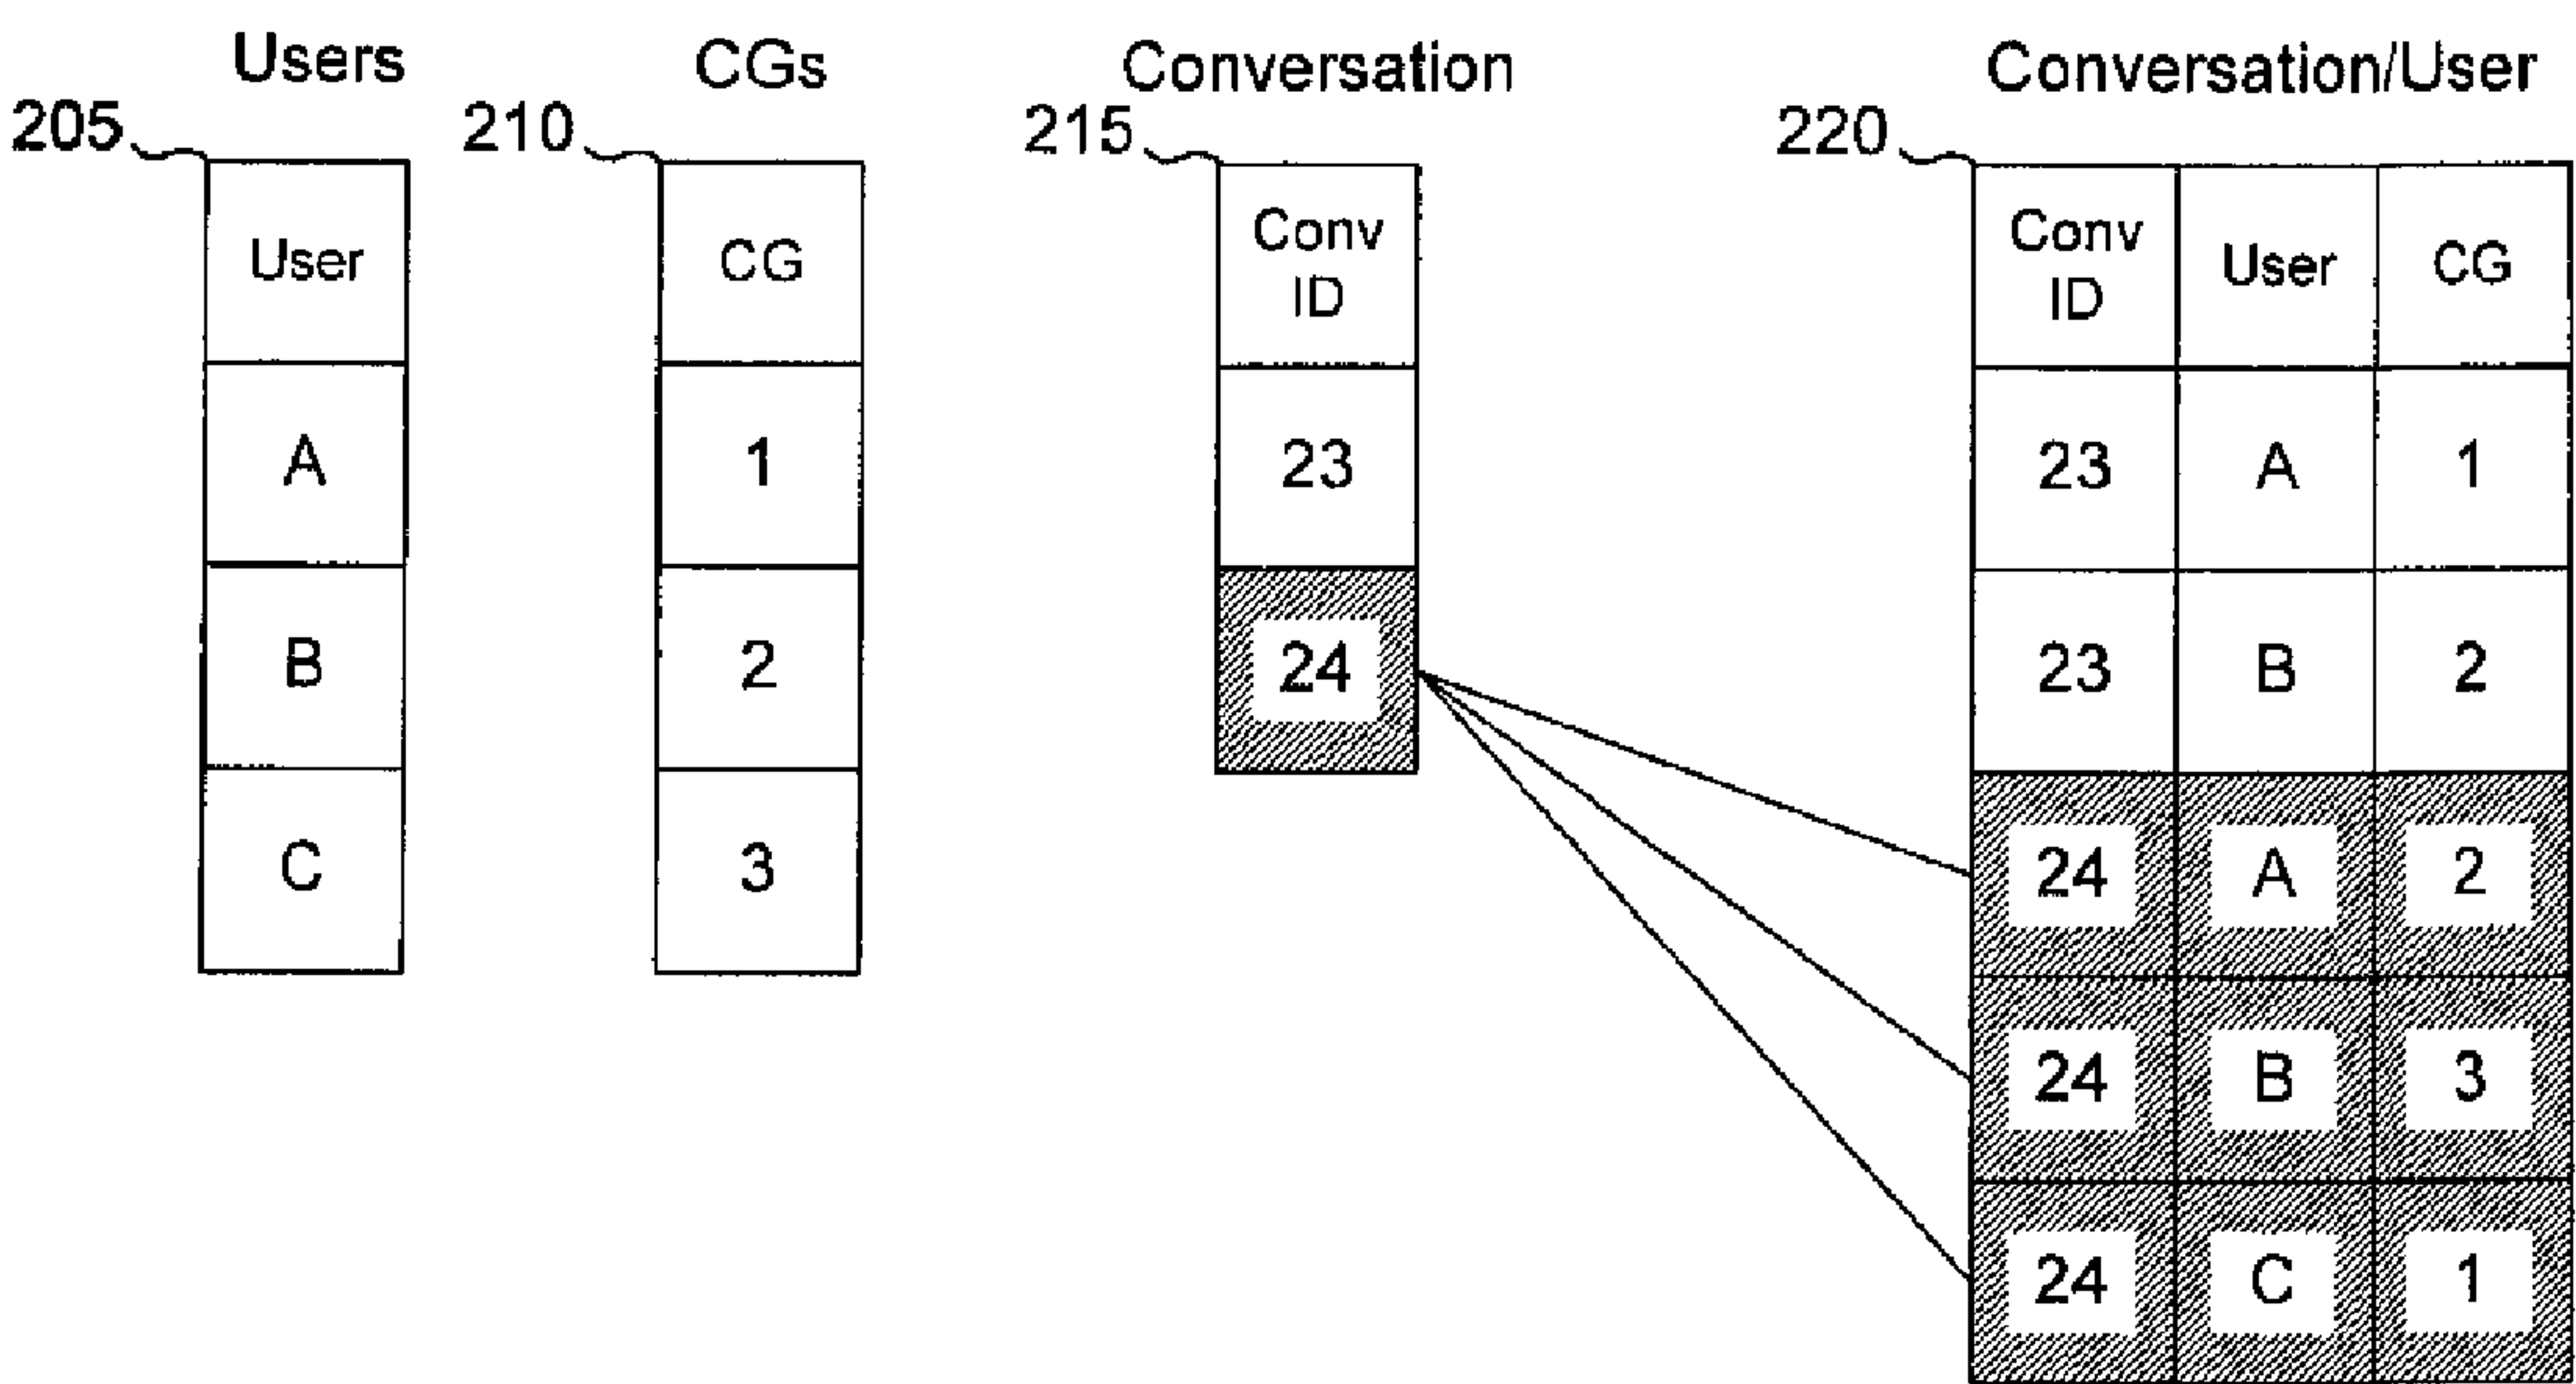 Users
CGs
Conversation
Conversation/User
205
210
215
220
User
CG
Conv
ID
Conv
ID
User
CG
A
1
23
23
A
1
B
2
24
23
B
2
C
3
24
A
2
24
B
3
24
C
1